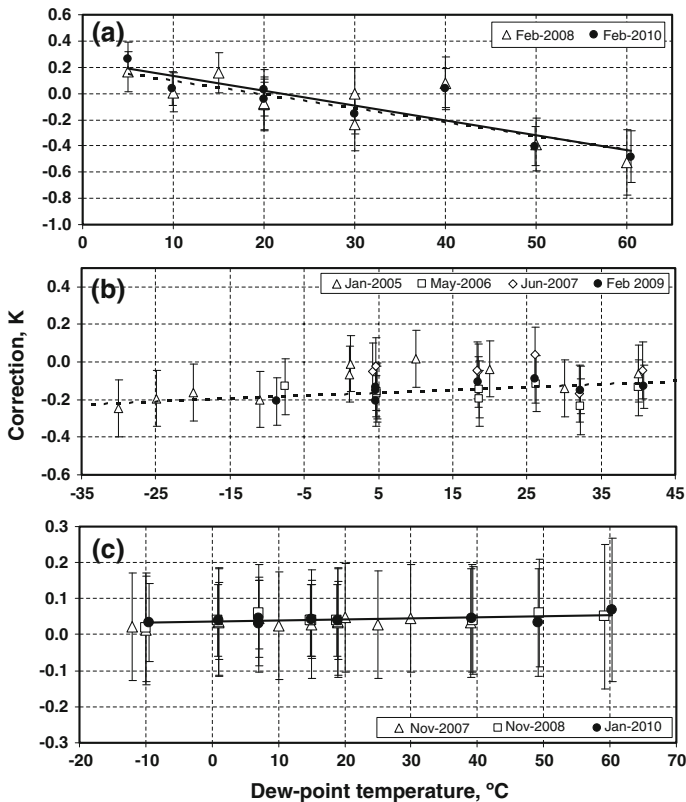 (a)
Feb-2008 Feb-2010
0.6
0.4
0.2
0.0
-0.2
-0.4
-0.6
-0.8
-1.0
0 10 20 30 40 50 60
Correction, K
(b)
Jan-2005 May-2006 Jun-2007 Feb 2009
0.4
0.2
0.0
-0.2
-0.4
-0.6
-35 -25 -15 -5 5 15 25 35 45
(c)
0.3
0.2
0.1
0.0
-0.1
-0.2
-0.3
Nov-2007 Nov-2008 Jan-2010
-20 -10 0 10 20 30 40 50 60 70
Dew-point temperature, ºC